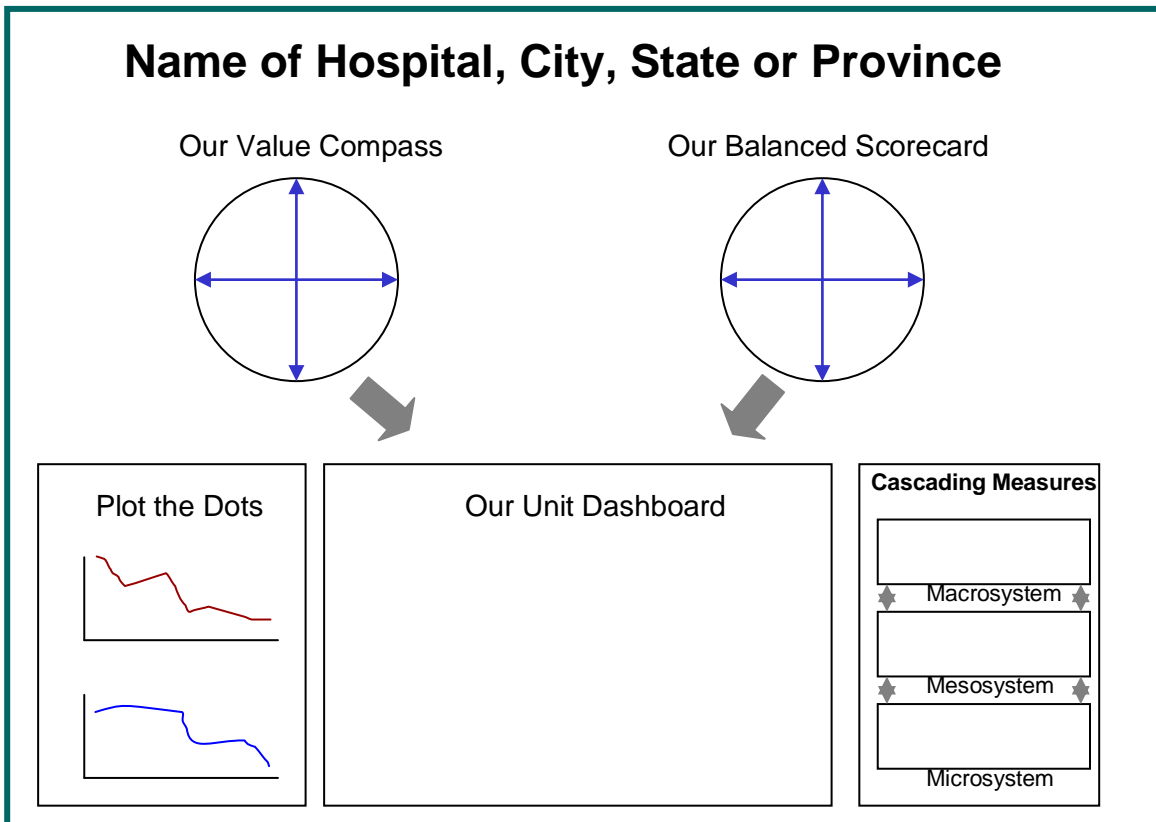 Name of Hospital, City, State or Province
Our Value Compass
Our Balanced Scorecard
Plot the Dots
Our Unit Dashboard
Cascading Measures
Macrosystem
Mesosystem
Microsystem